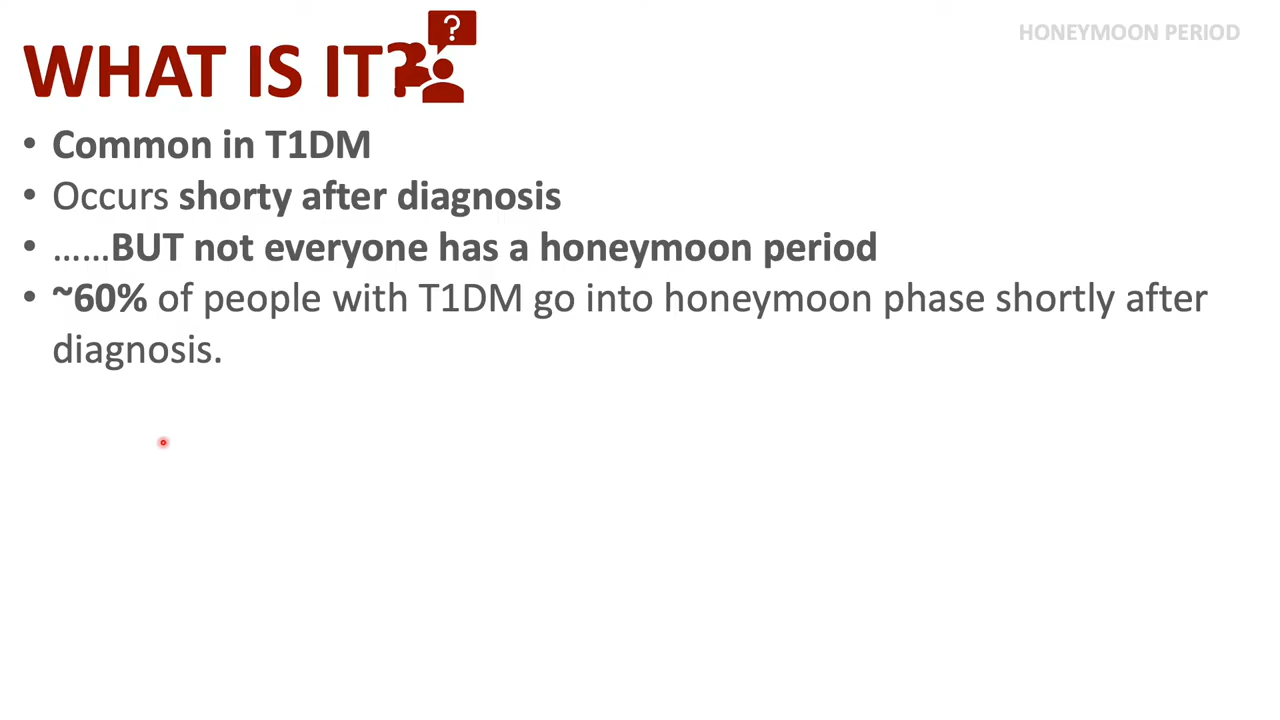 HONEYMOON PERIOD
?
WHAT IS IT?
• Common in T1DM
• Occurs shorty after diagnosis
• ……BUT not everyone has a honeymoon period
• ~60% of people with T1DM go into honeymoon phase shortly after
diagnosis.